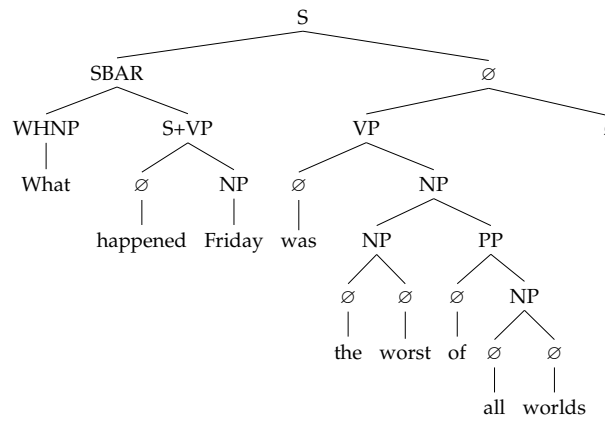 S
SBAR ∅
WHNP S+VP VP
What ∅ NP ∅ NP
happened Friday was NP PP
∅ ∅ ∅ NP
the worst of ∅ ∅
all worlds